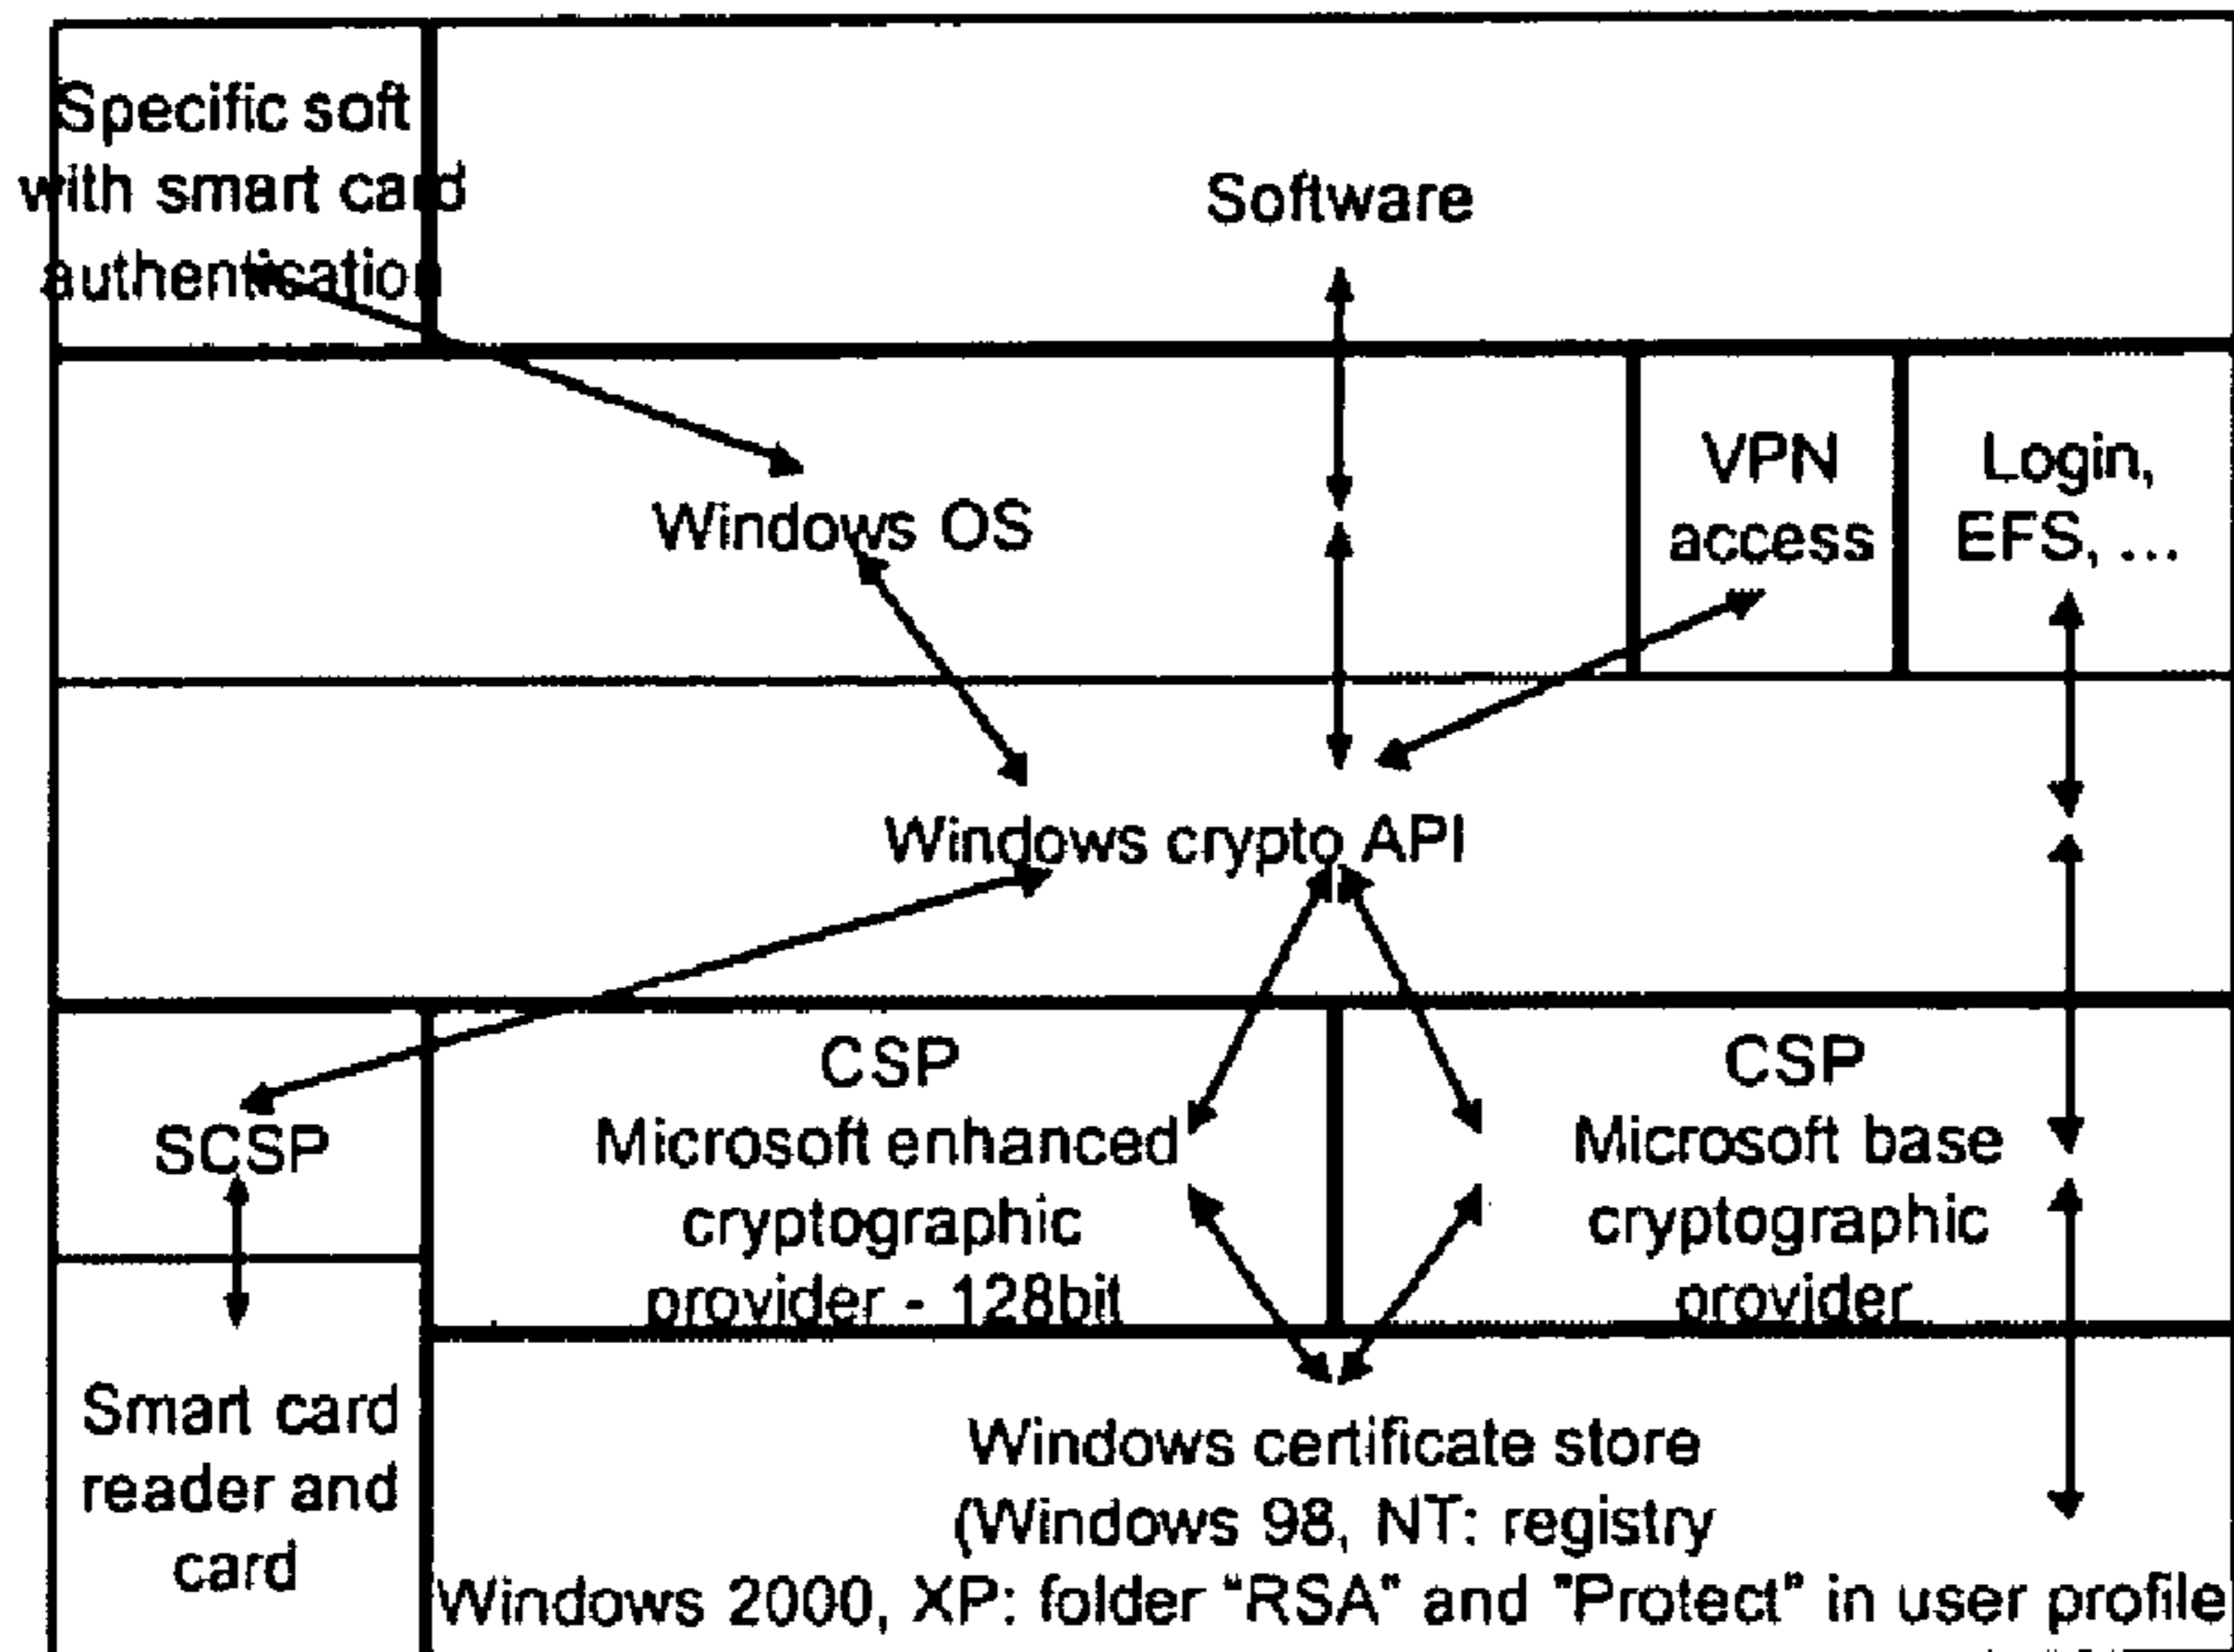 Specific soft
with smart card
authentisation
Software
Windows OS
VPN
access
Login,
EFS, ...
Windows crypto API
SCSP
CSP
Microsoft enhanced
cryptographic
provider - 128bit
CSP
Microsoft base
cryptographic
provider
Smart card
reader and
card
Windows certificate store
(Windows 98, NT: registry
Windows 2000, XP: folder "RSA" and "Protect" in user profile